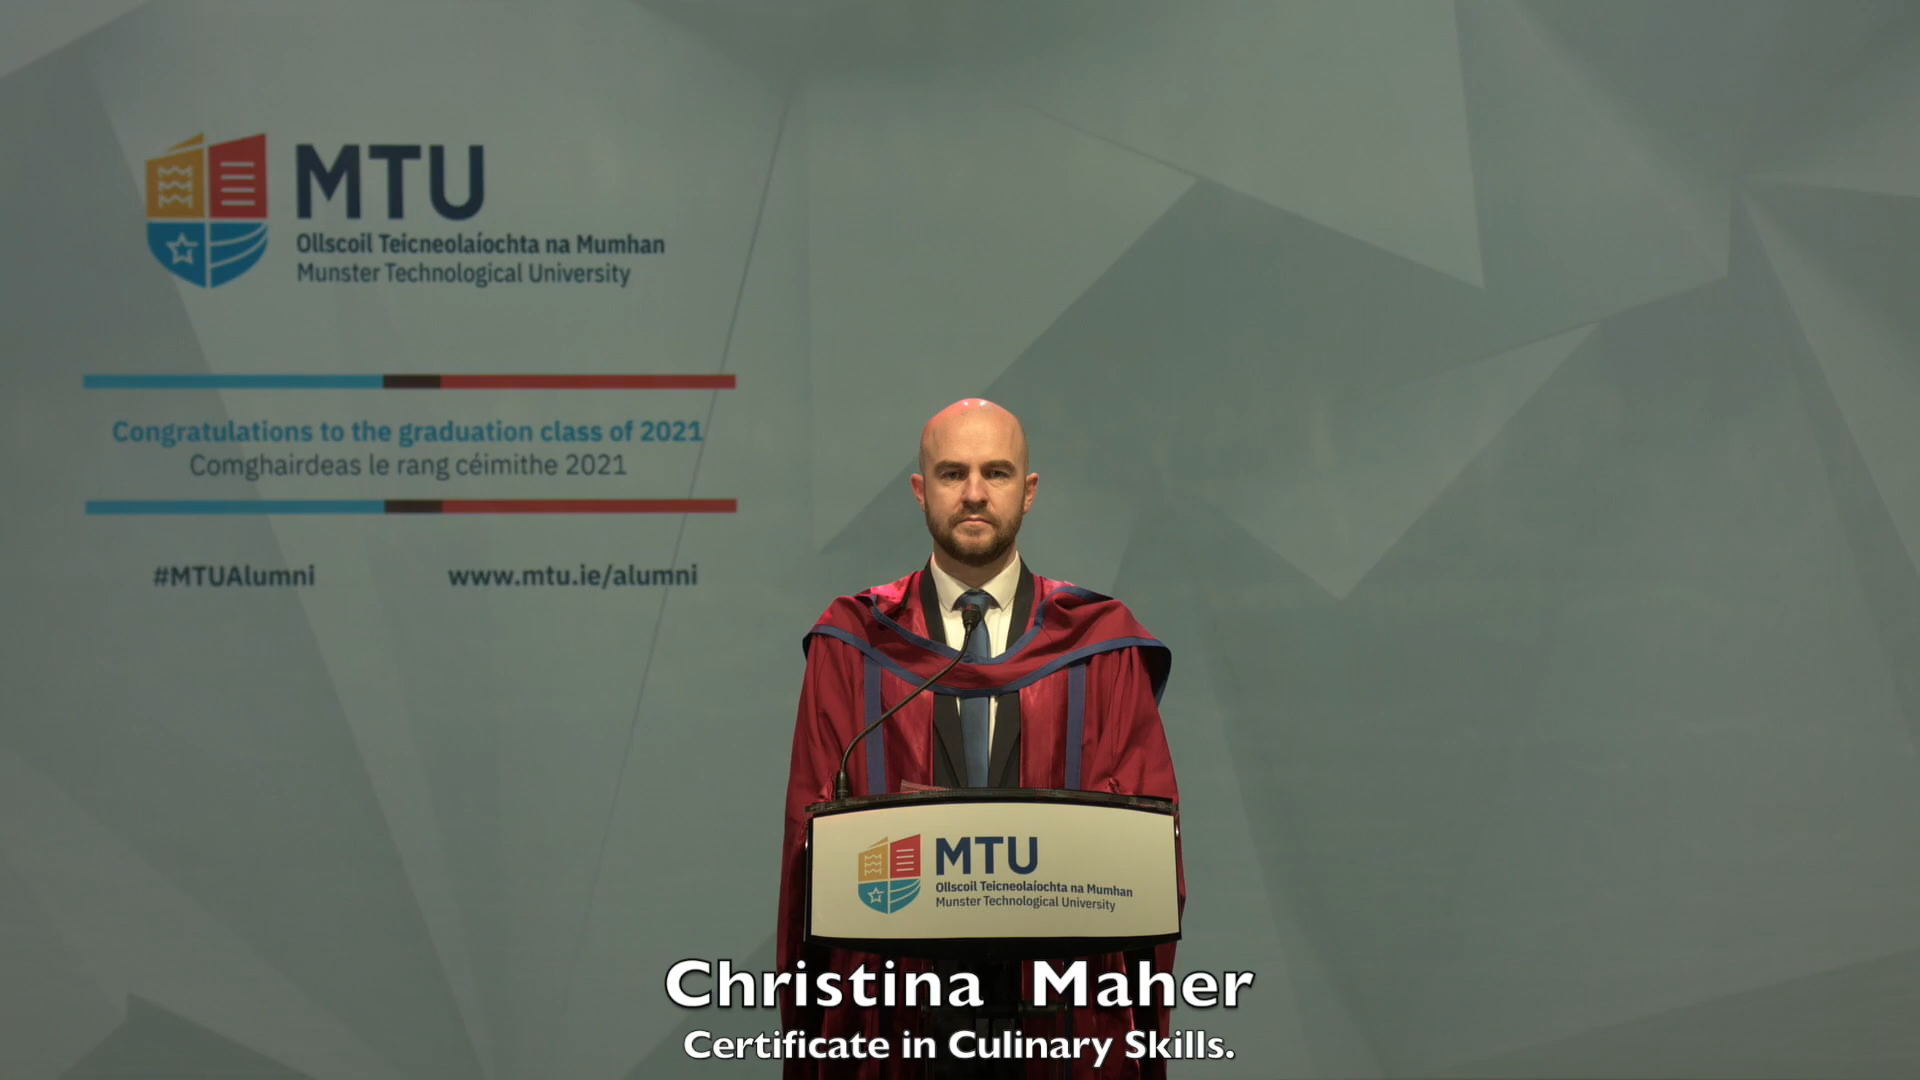 MTU
Ollscoil Teicneolaíochta na Mumhan
Munster Technological University
Congratulations to the graduation class of 2021
Comghairdeas le rang céimithe 2021
#MTUAlumni
www.mtu.ie/alumni
MTU
Ollscoil Teicneolaíochta na Mumhan
Munster Technological University
Christina Maher
Certificate in Culinary Skills.